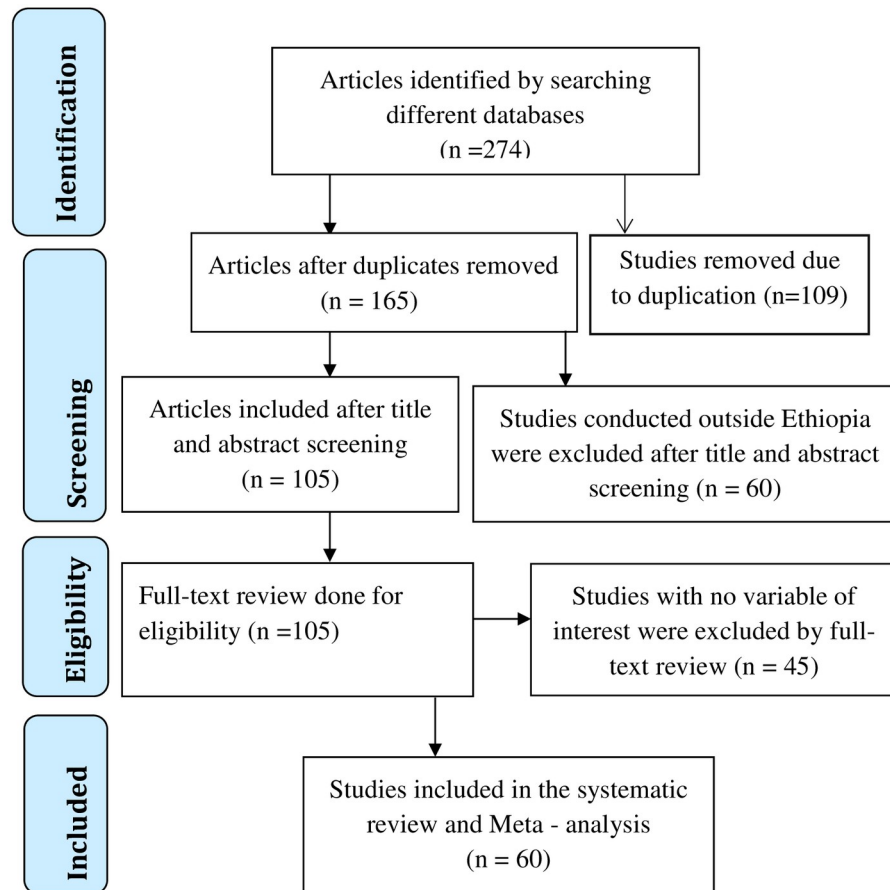 Identification
Articles identified by searching
different databases
(n =274)
Articles after duplicates removed
(n = 165)
Studies removed due
to duplication (n=109)
Screening
Articles included after title
and abstract screening
(n = 105)
Studies conducted outside Ethiopia
were excluded after title and abstract
screening (n = 60)
Eligibility
Full-text review done for
eligibility (n =105)
Studies with no variable of
interest were excluded by full-
text review (n = 45)
Included
Studies included in the systematic
review and Meta - analysis
(n = 60)